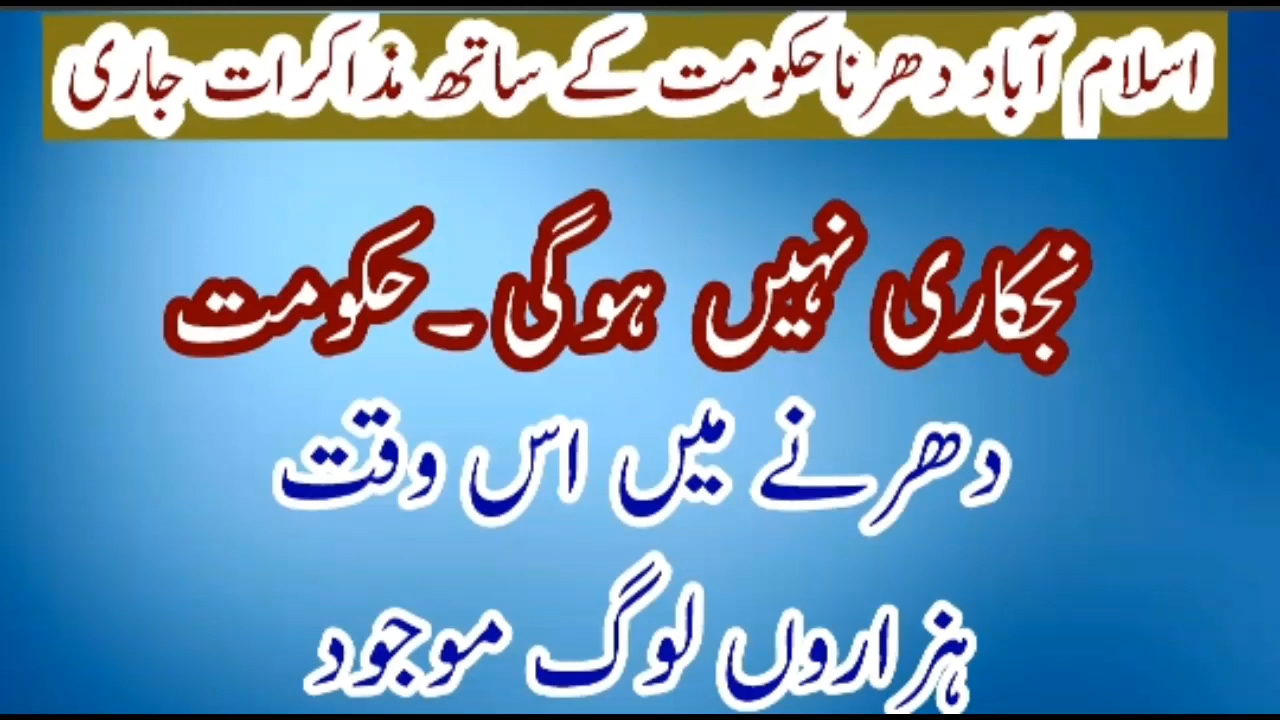 اسلام آباد دھرنا حکومت کے ساتھ مذاکرات جاری
نجکاری نہیں ہوگی۔حکومت
دھرنے میں اس وقت
ہزاروں لوگ موجود